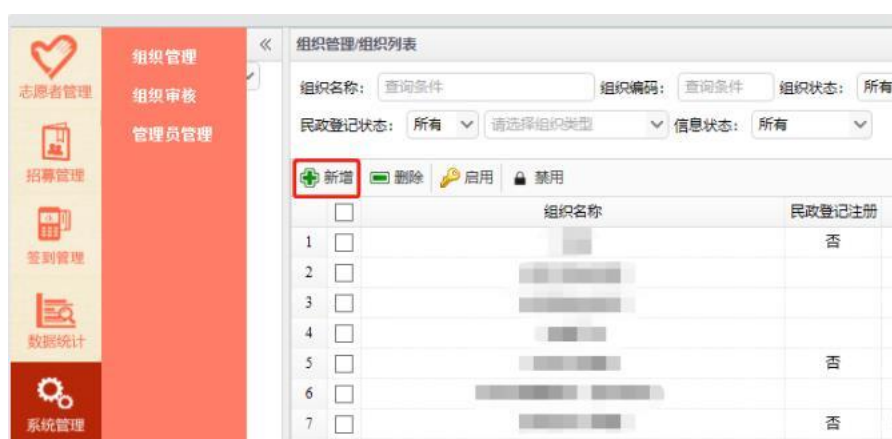 志愿者管理
招募管理
签到管理
数据统计
系统管理
组织管理
组织审核
管理员管理
«
组织管理/组织列表
组织名称： 查询条件 组织编码： 查询条件 组织状态： 所有
民政登记状态： 所有 请选择组织类型 信息状态： 所有
新增 删除 启用 禁用
组织名称 民政登记注册
1 否
2
3
4
5 否
6
7 否